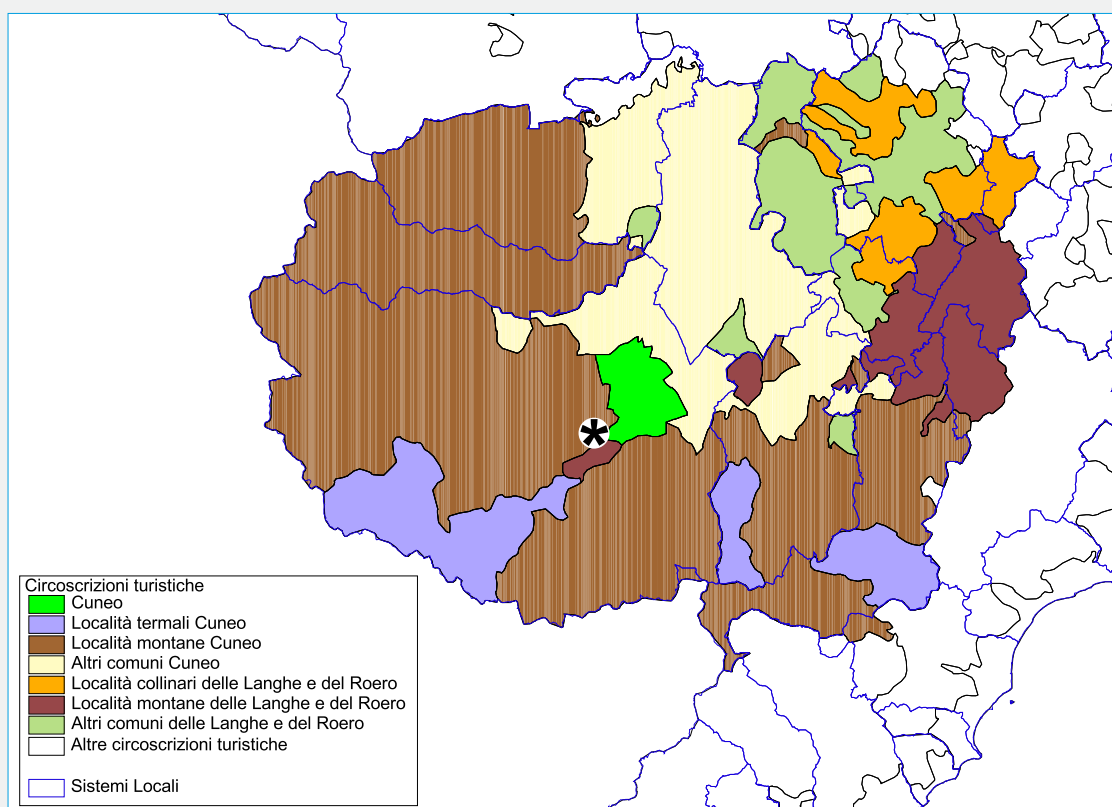 Circoscrizioni turistiche
Cuneo
Località termali Cuneo
Località montane Cuneo
Altri comuni Cuneo
Località collinari delle Langhe e del Roero
Località montane delle Langhe e del Roero
Altri comuni delle Langhe e del Roero
Altre circoscrizioni turistiche
Sistemi Locali